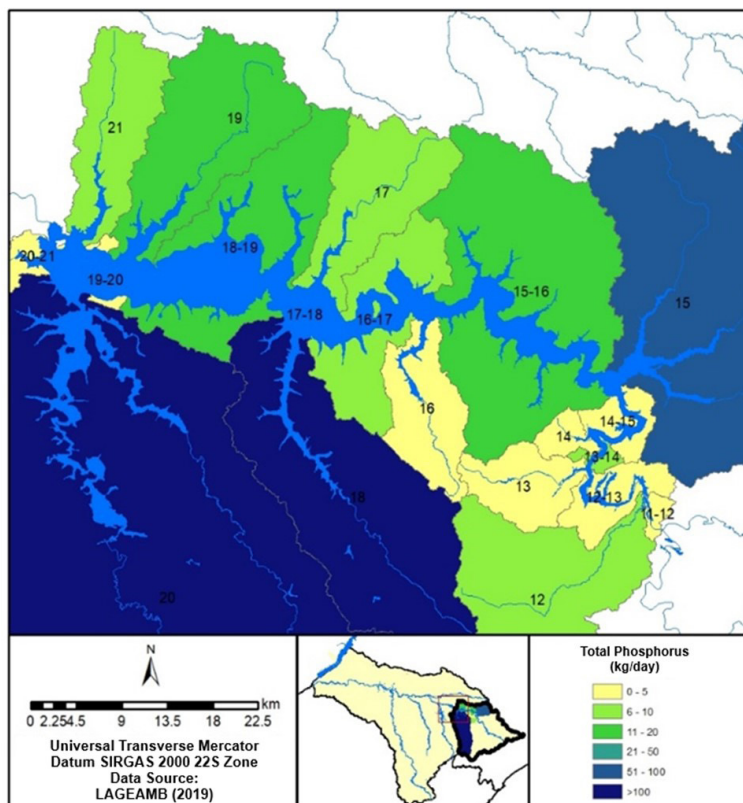 21
19
17
15
20-21
18-19
19-20
17-18
16-17
15-16
16
14
14-15
13-14
13
12-13
11-12
18
20
12
N
km
0 2.25 4.5 9 13.5 18 22.5
Universal Transverse Mercator
Datum SIRGAS 2000 22S Zone
Data Source:
LAGEAMB (2019)
Total Phosphorus
(kg/day)
0 - 5
6 - 10
11 - 20
21 - 50
51 - 100
>100